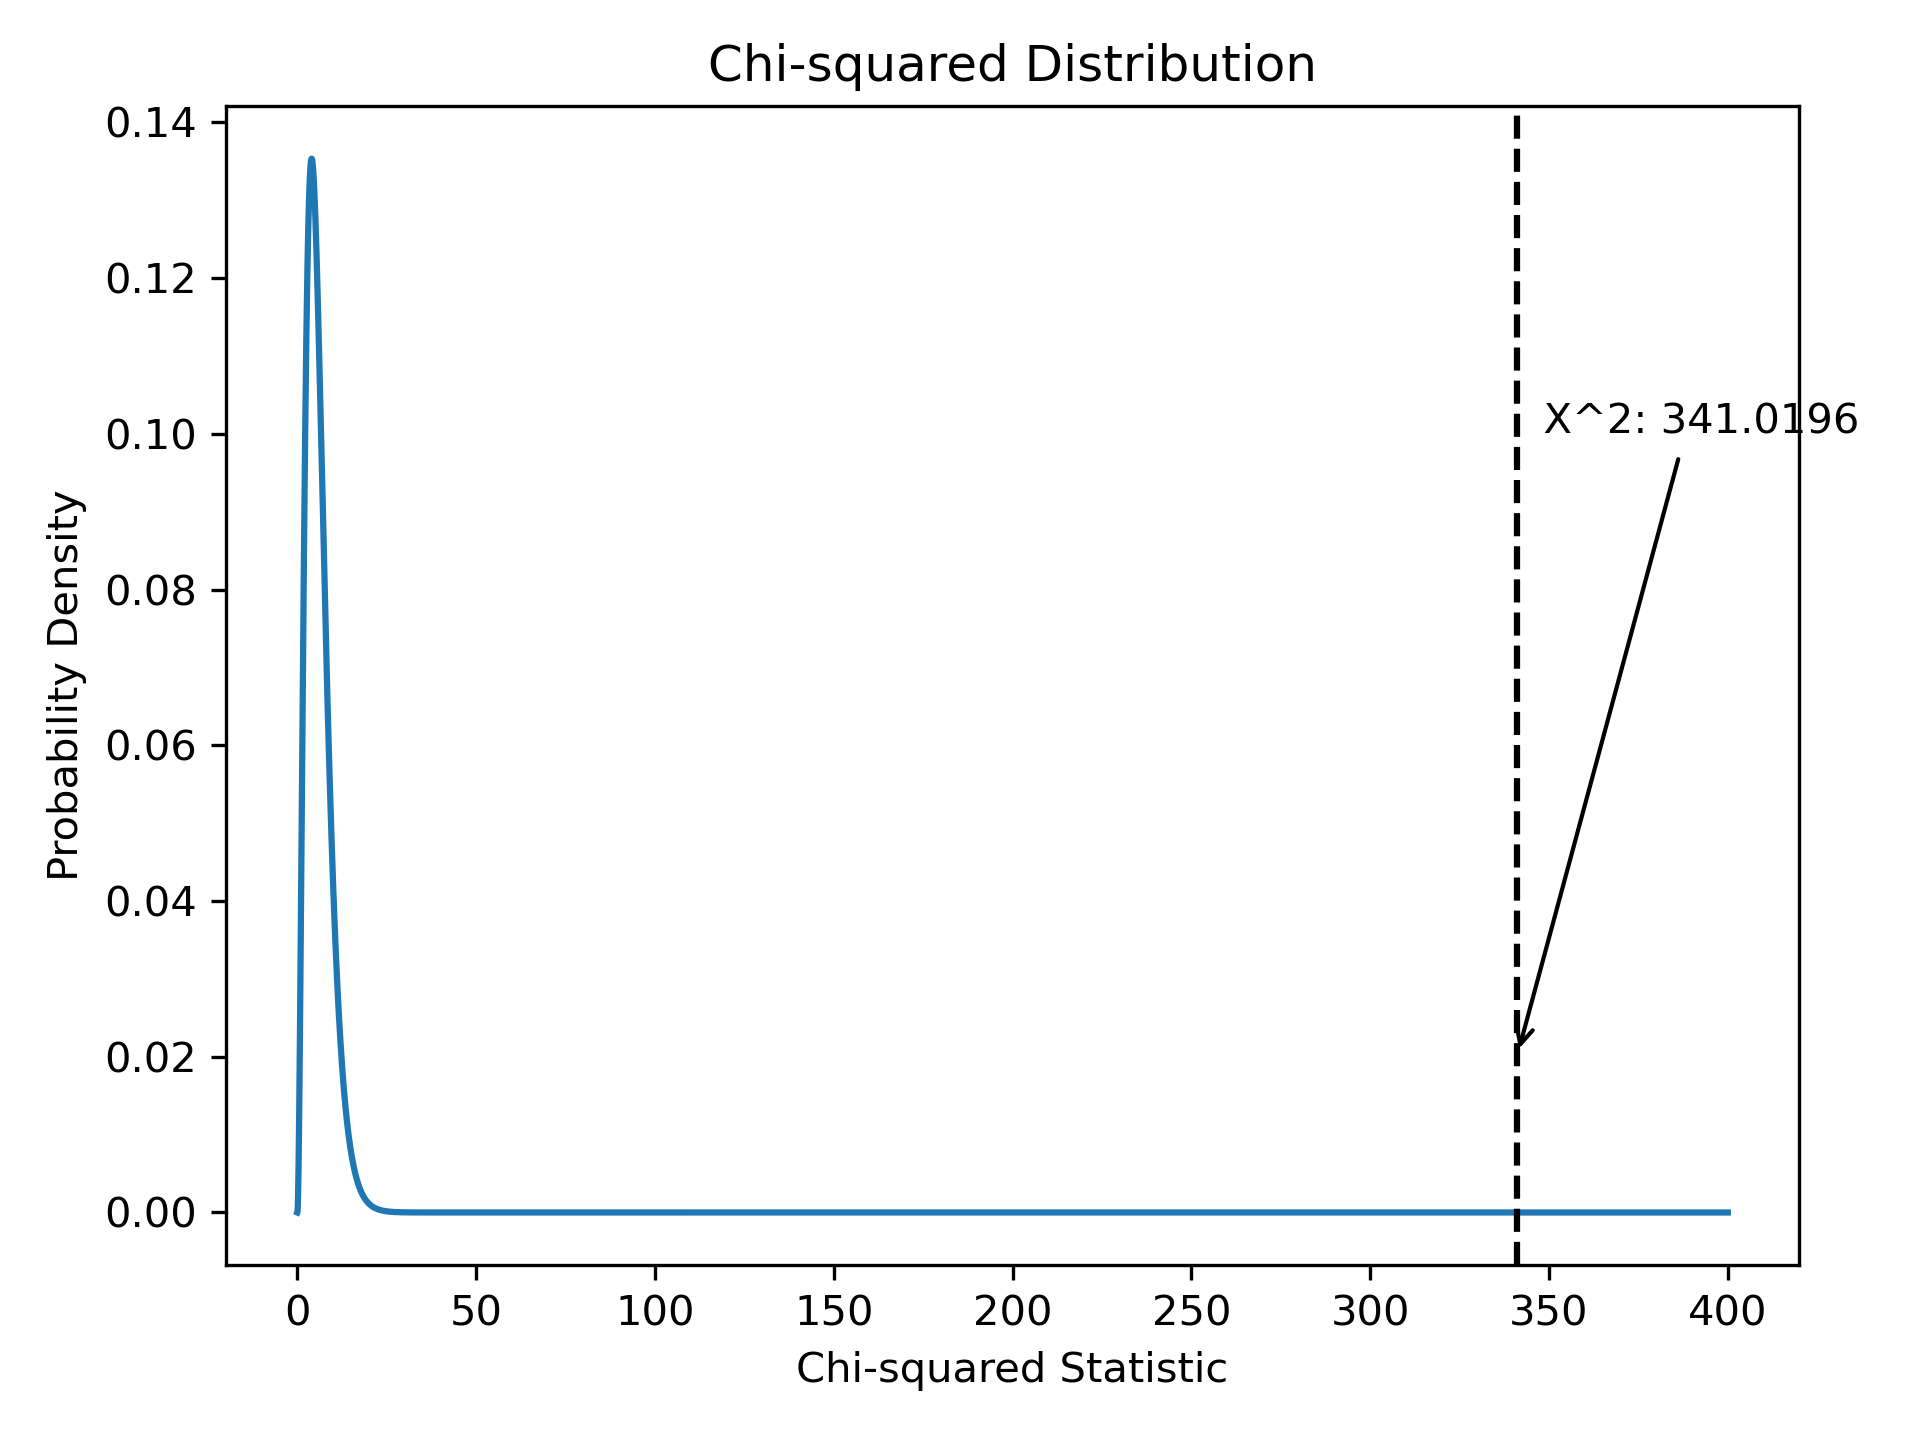 Chi-squared Distribution
0.14
0.12
0.10
0.08
0.06
0.04
0.02
0.00
Probability Density
X^2: 341.0196
0 50 100 150 200 250 300 350 400
Chi-squared Statistic